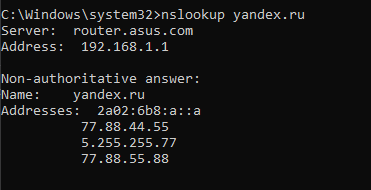 C:\Windows\system32>nslookup yandex.ru
Server:  router.asus.com
Address:  192.168.1.1

Non-authoritative answer:
Name:    yandex.ru
Addresses:  2a02:6b8:a::a
          77.88.44.55
          5.255.255.77
          77.88.55.88